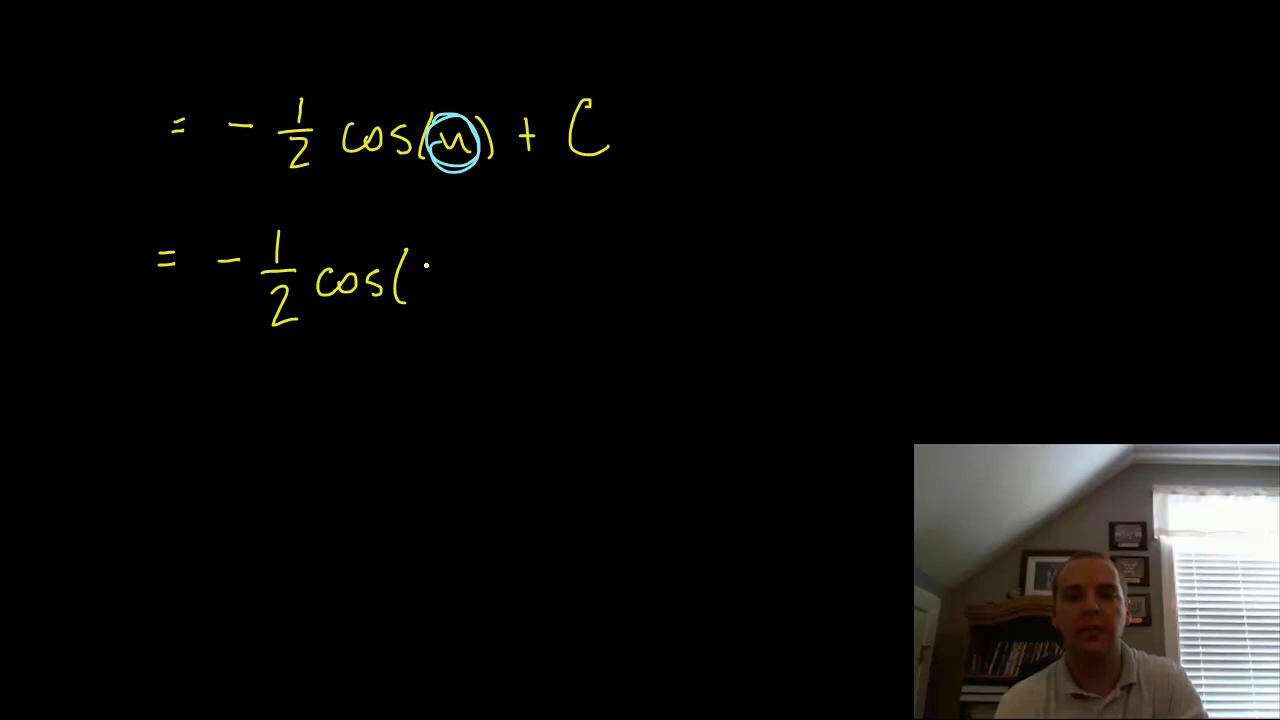 = - 1/2 cos(u) + C
= - 1/2 cos(